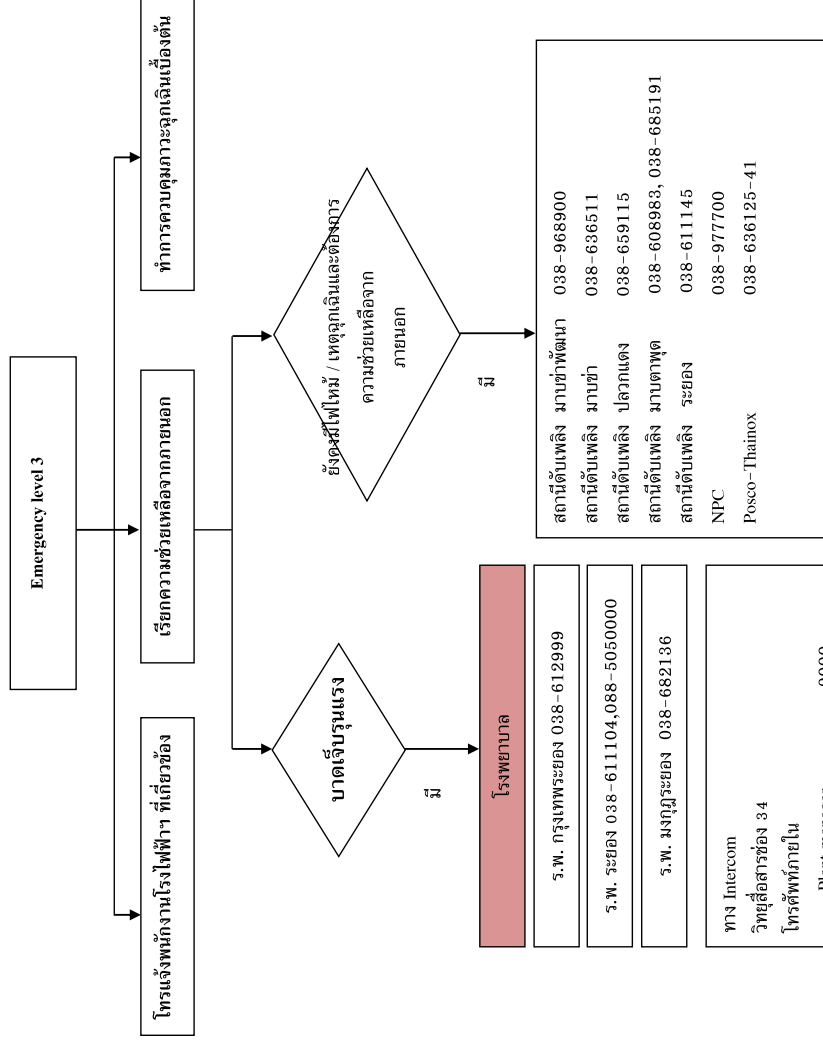 Emergency level 3
โทรแจ้งพนักงานโรงไฟฟ้าฯ ที่เกี่ยวข้อง
เรียกความช่วยเหลือจากภายนอก
ทำการควบคุมภาวะฉุกเฉินเบื้องต้น
บาดเจ็บรุนแรง
ยังคงมีไฟไหม้ / เหตุฉุกเฉินและต้องการ
ความช่วยเหลือจาก
ภายนอก
มี
มี
โรงพยาบาล
ร.พ. กรุงเทพระยอง 038-612999
ร.พ. ระยอง 038-611104,088-5050000
ร.พ. มงกุฎระยอง 038-682136
สถานีดับเพลิง มาบข่าพัฒนา 038-968900
สถานีดับเพลิง มาบข่า 038-636511
สถานีดับเพลิง ปลวกแดง 038-659115
สถานีดับเพลิง มาบตาพุด 038-608983, 038-685191
สถานีดับเพลิง ระยอง 038-611145
NPC 038-977700
Posco-Thainox 038-636125-41
ทาง Intercom
วิทยุสื่อสารช่อง 34
โทรศัพท์ภายใน